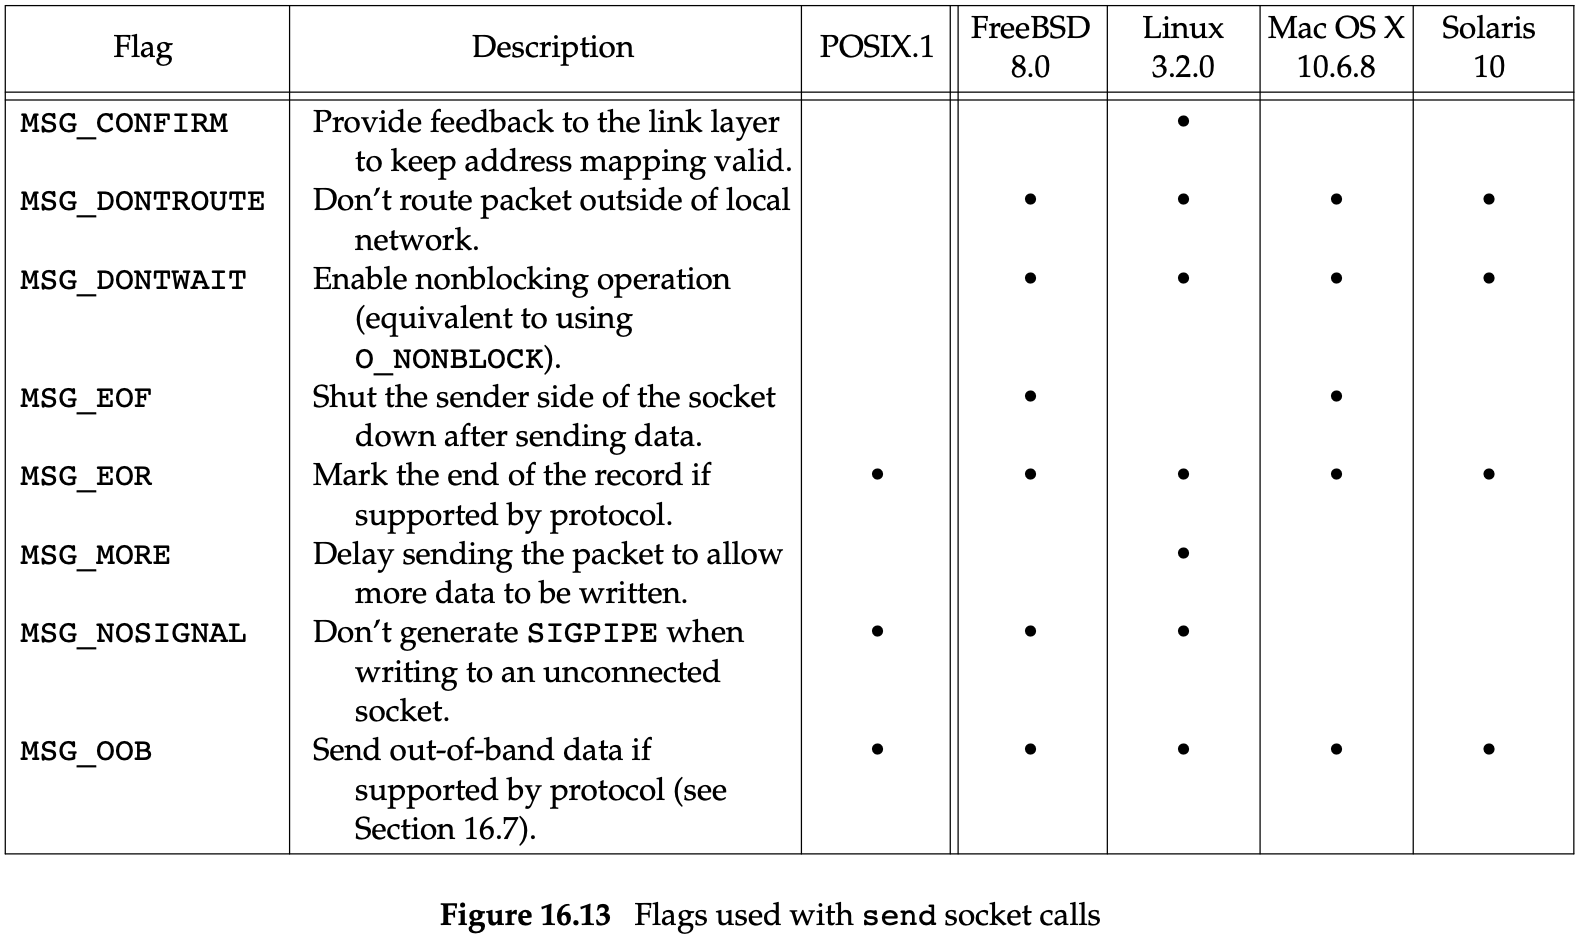 Flag Description POSIX.1 FreeBSD 8.0 Linux 3.2.0 Mac OS X 10.6.8 Solaris 10
MSG_CONFIRM Provide feedback to the link layer •
to keep address mapping valid.
MSG_DONTROUTE Don’t route packet outside of local • • • •
network.
MSG_DONTWAIT Enable nonblocking operation • • • •
(equivalent to using
O_NONBLOCK).
MSG_EOF Shut the sender side of the socket • •
down after sending data.
MSG_EOR Mark the end of the record if • • • • •
supported by protocol.
MSG_MORE Delay sending the packet to allow •
more data to be written.
MSG_NOSIGNAL Don’t generate SIGPIPE when • • •
writing to an unconnected
socket.
MSG_OOB Send out-of-band data if • • • • •
supported by protocol (see
Section 16.7).
Figure 16.13 Flags used with send socket calls